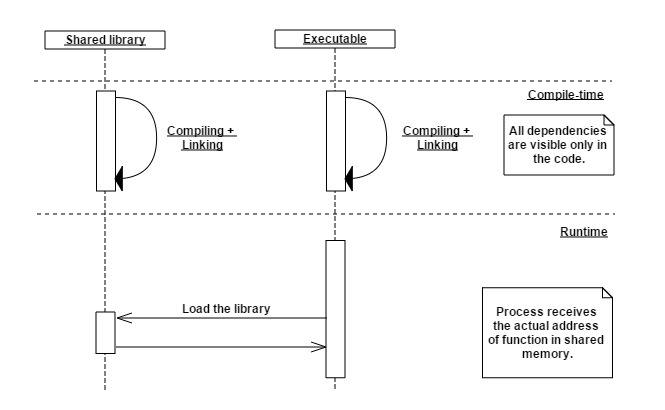 Shared library
Executable
Compile-time
Compiling +
Linking
Compiling +
Linking
All dependencies
are visible only in
the code.
Runtime
Load the library
Process receives
the actual address
of function in shared
memory.